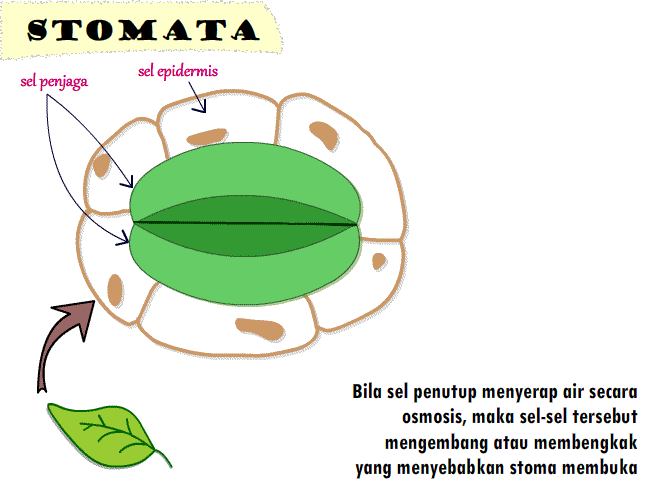 STOMATA
sel penjaga
sel epidermis
Bila sel penutup menyerap air secara
osmosis, maka sel-sel tersebut
mengembang atau membengkak
yang menyebabkan stoma membuka